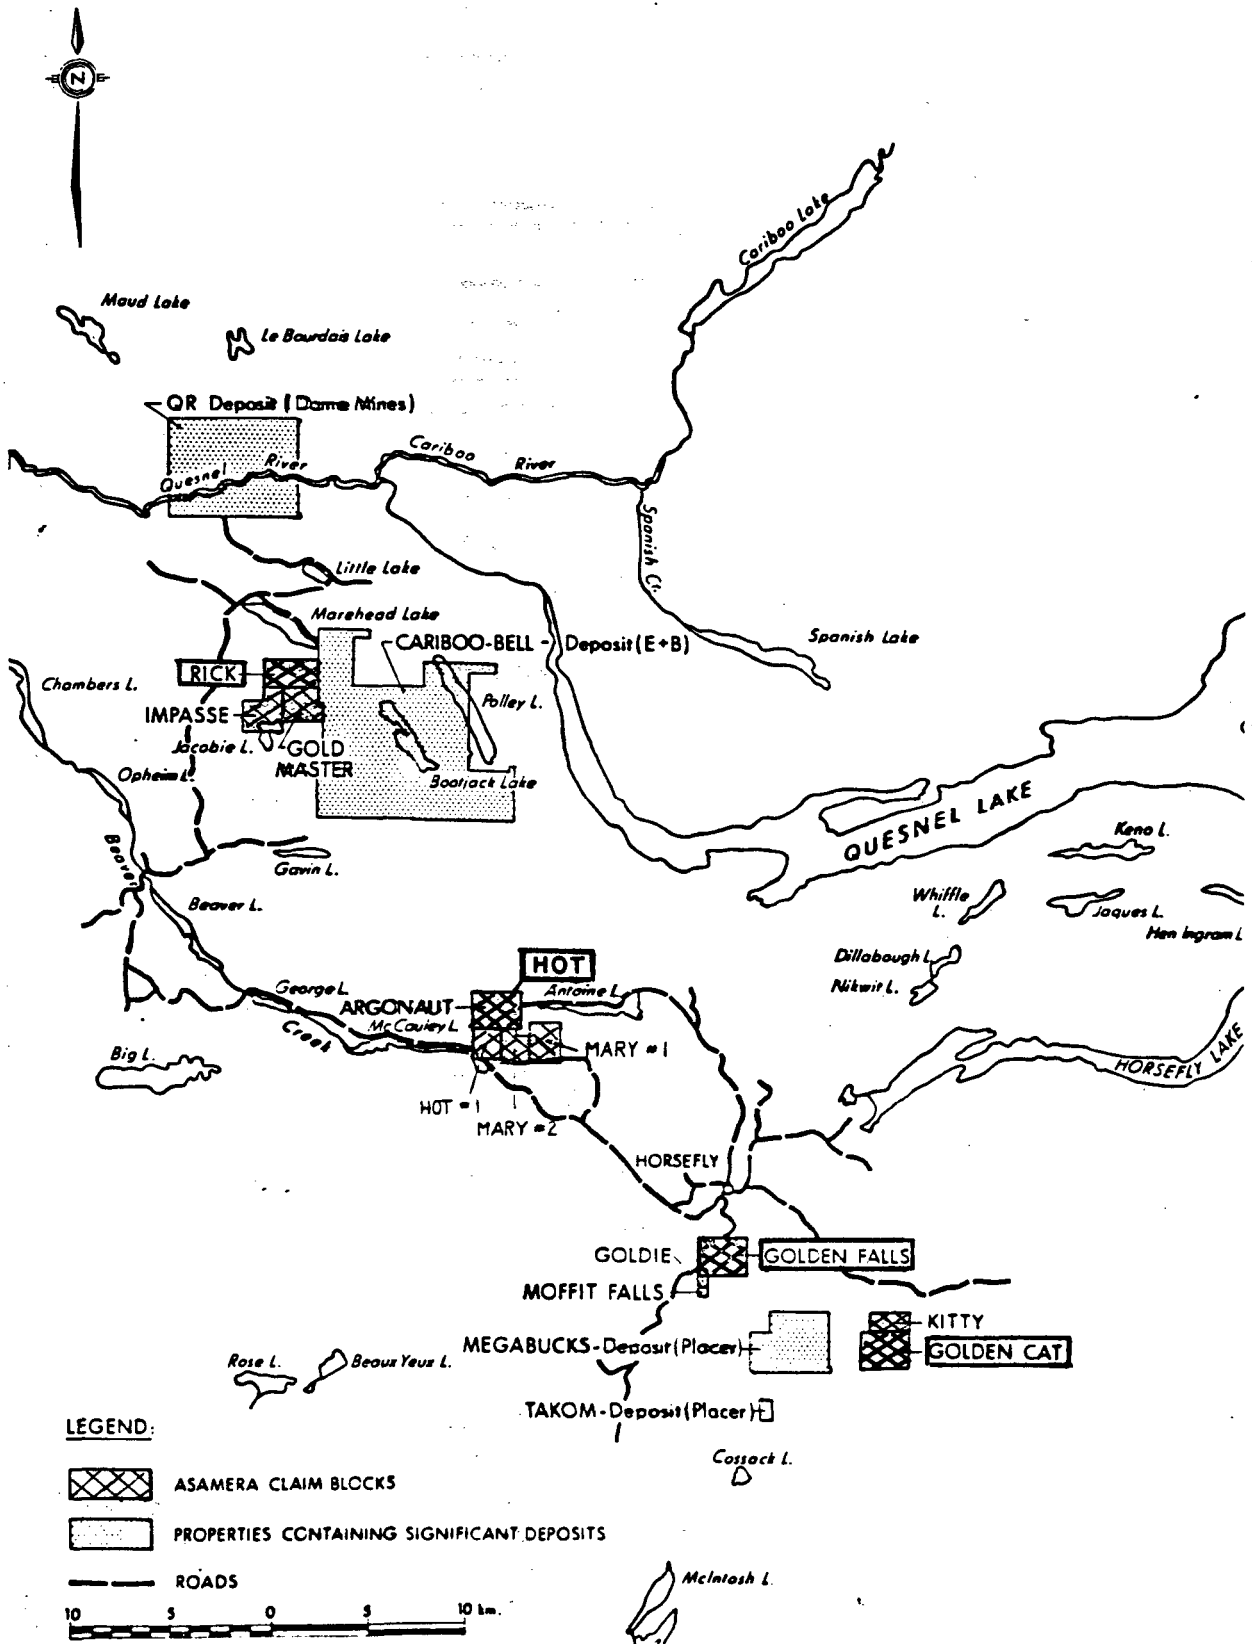 N
Cariboo Lake
Maud Lake
Le Bourdais Lake
QR Deposit (Dome Mines)
Quesnel River
Cariboo River
Spanish Cr.
Little Lake
Marehead Lake
Spanish Lake
CARIBOO-BELL - Deposit (E+B)
RICK
Chambers L.
Polley L.
IMPASSE
Jacobie L.
GOLD
MASTER
Opheim L.
Bootjack Lake
QUESNEL LAKE
Keno L.
Beaver
Gavin L.
Whiffle
L.
Jaques L.
Beaver L.
Hen Ingram L
Dillabough L.
HOT
Nikwit L.
George L.
Antoine L.
ARGONAUT
McCauley L.
Creek
MARY #1
Big L.
HORSEFLY LAKE
HOT #1
MARY #2
HORSEFLY
GOLDIE
GOLDEN FALLS
MOFFIT FALLS
KITTY
MEGABUCKS-Deposit (Placer)
GOLDEN CAT
Rose L.
Beaux Yeux L.
TAKOM-Deposit (Placer)
LEGEND:
Cossack L.
ASAMERA CLAIM BLOCKS
PROPERTIES CONTAINING SIGNIFICANT DEPOSITS
ROADS
McIntosh L.
10 5 0 5 10 km.